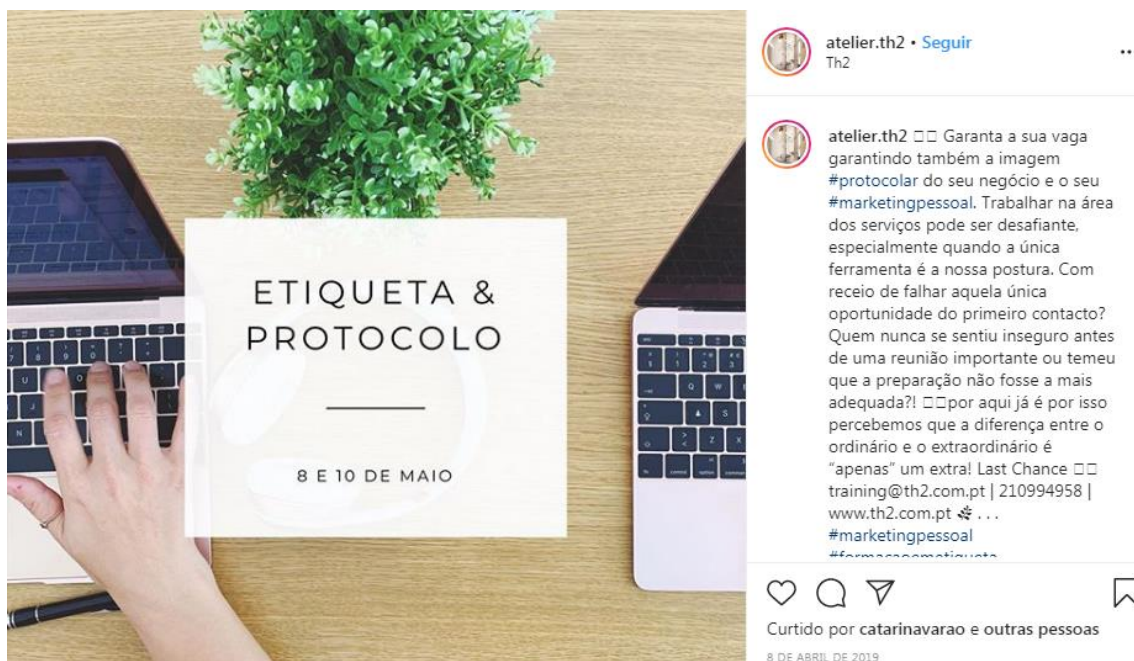 ETIQUETA &
PROTOCOLO
8 E 10 DE MAIO
atelier.th2 • Seguir
Th2
atelier.th2 □□ Garanta a sua vaga
garantindo também a imagem
#protocolar do seu negócio e o seu
#marketingpessoal. Trabalhar na área
dos serviços pode ser desafiante,
especialmente quando a única
ferramenta é a nossa postura. Com
receio de falhar aquela única
oportunidade do primeiro contacto?
Quem nunca se sentiu inseguro antes
de uma reunião importante ou temeu
que a preparação não fosse a mais
adequada?! □□por aqui já é por isso
percebemos que a diferença entre o
ordinário e o extraordinário é
"apenas" um extra! Last Chance □□
training@th2.com.pt | 210994958 |
www.th2.com.pt 🌿 . . .
#marketingpessoal
#formacaoemetiqueta
Curtido por catarinavarao e outras pessoas
8 DE ABRIL DE 2019